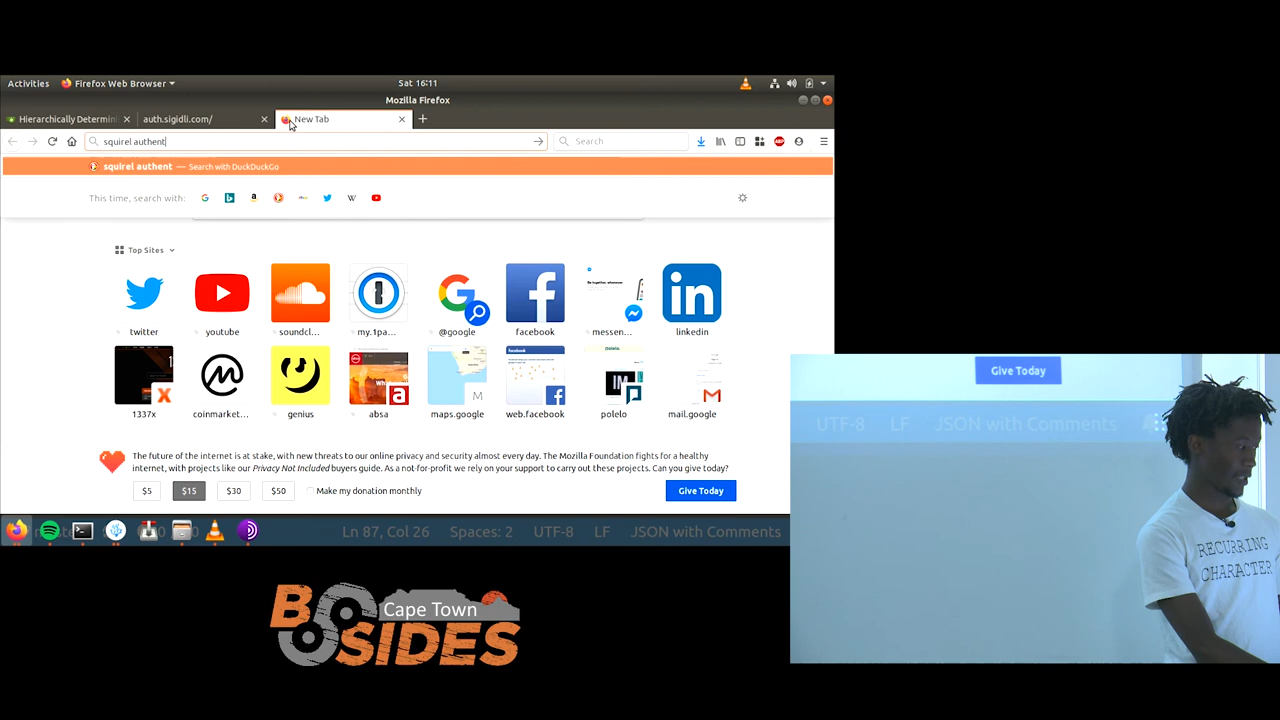 Activities Firefox Web Browser Sat 16:11
Mozilla Firefox
Hierarchically Determin auth.sigidli.com/ New Tab
squirel authent Search
squirel authent — Search with DuckDuckGo
This time, search with:
Top Sites
twitter youtube soundcl... my.1pa... @google facebook messen... linkedin
1337x coinmarket... genius absa maps.google web.facebook polelo mail.google
The future of the internet is at stake, with new threats to our online privacy and security almost every day. The Mozilla Foundation fights for a healthy
internet, with projects like our Privacy Not Included buyers guide. As a not-for-profit we rely on your support to carry out these projects. Can you give today?
$5 $15 $30 $50 Make my donation monthly Give Today
Ln 87, Col 26 Spaces: 2 UTF-8 LF JSON with Comments
Give Today
UTF-8 LF JSON with Comments
RECURRING
CHARACTER
BSIDES
Cape Town